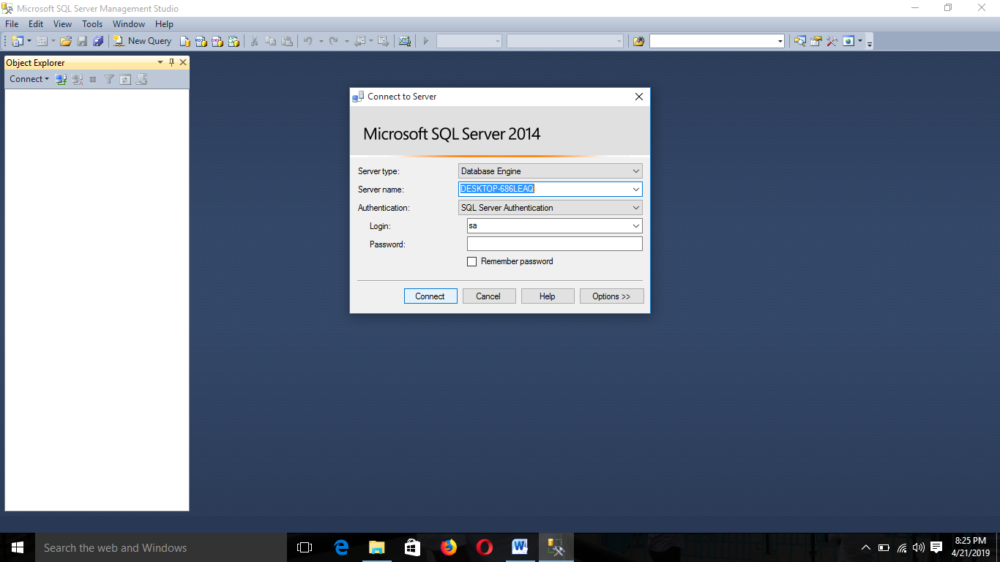 Microsoft SQL Server Management Studio
File Edit View Tools Window Help
New Query
Object Explorer
Connect
Connect to Server
Microsoft SQL Server 2014
Server type: Database Engine
Server name: DESKTOP-686LEAQ
Authentication: SQL Server Authentication
Login: sa
Password:
Remember password
Connect Cancel Help Options >>
Search the web and Windows
8:25 PM
4/21/2019